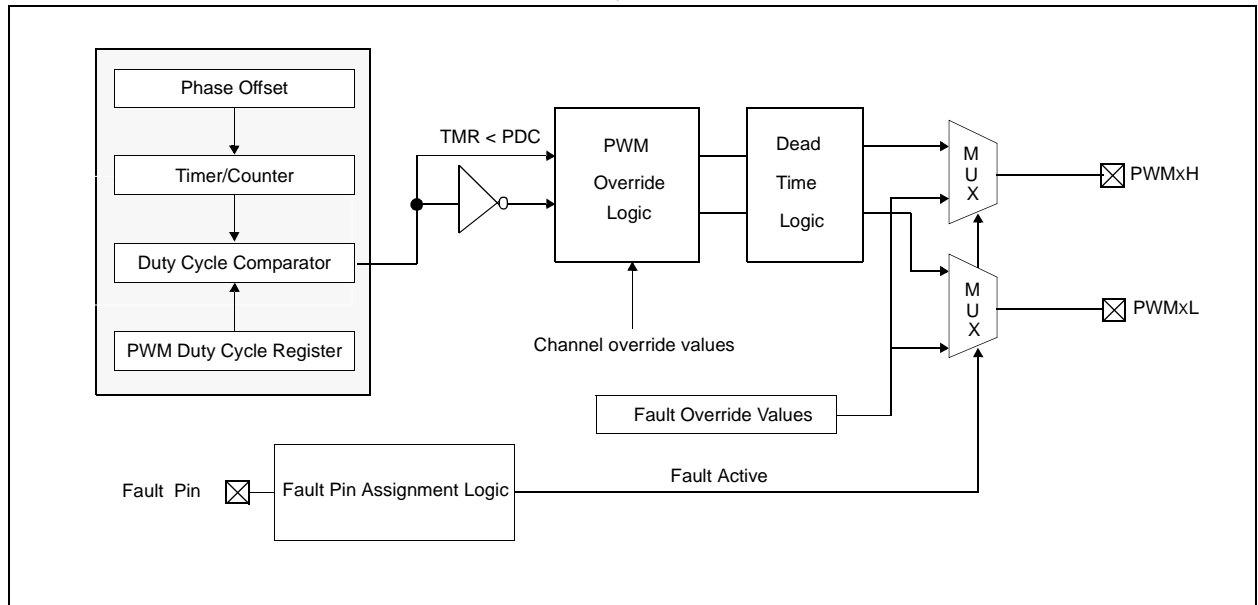 Phase Offset
Timer/Counter
Duty Cycle Comparator
PWM Duty Cycle Register
TMR < PDC
PWM
Override
Logic
Channel override values
Dead
Time
Logic
M
U
X
PWMxH
M
U
X
PWMxL
Fault Override Values
Fault Pin
Fault Pin Assignment Logic
Fault Active